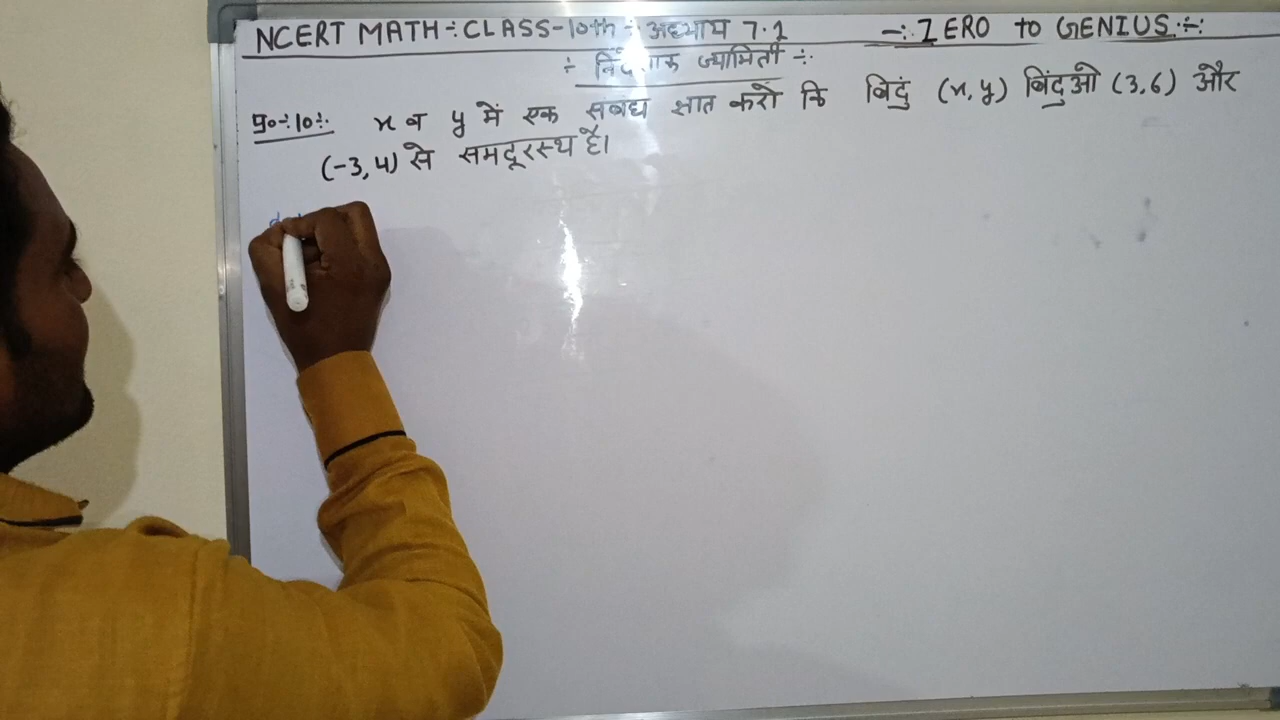 NCERT MATH÷CLASS-10th÷ अध्याय 7.1 -:ZERO to GENIUS:-
÷ निर्देशांक ज्यामिती ÷
प्र०÷10÷ x व y में एक संबंध ज्ञात करो कि बिदुं (x,y) बिंदुओ (3,6) और
(-3,4) से समदूरस्थ है।